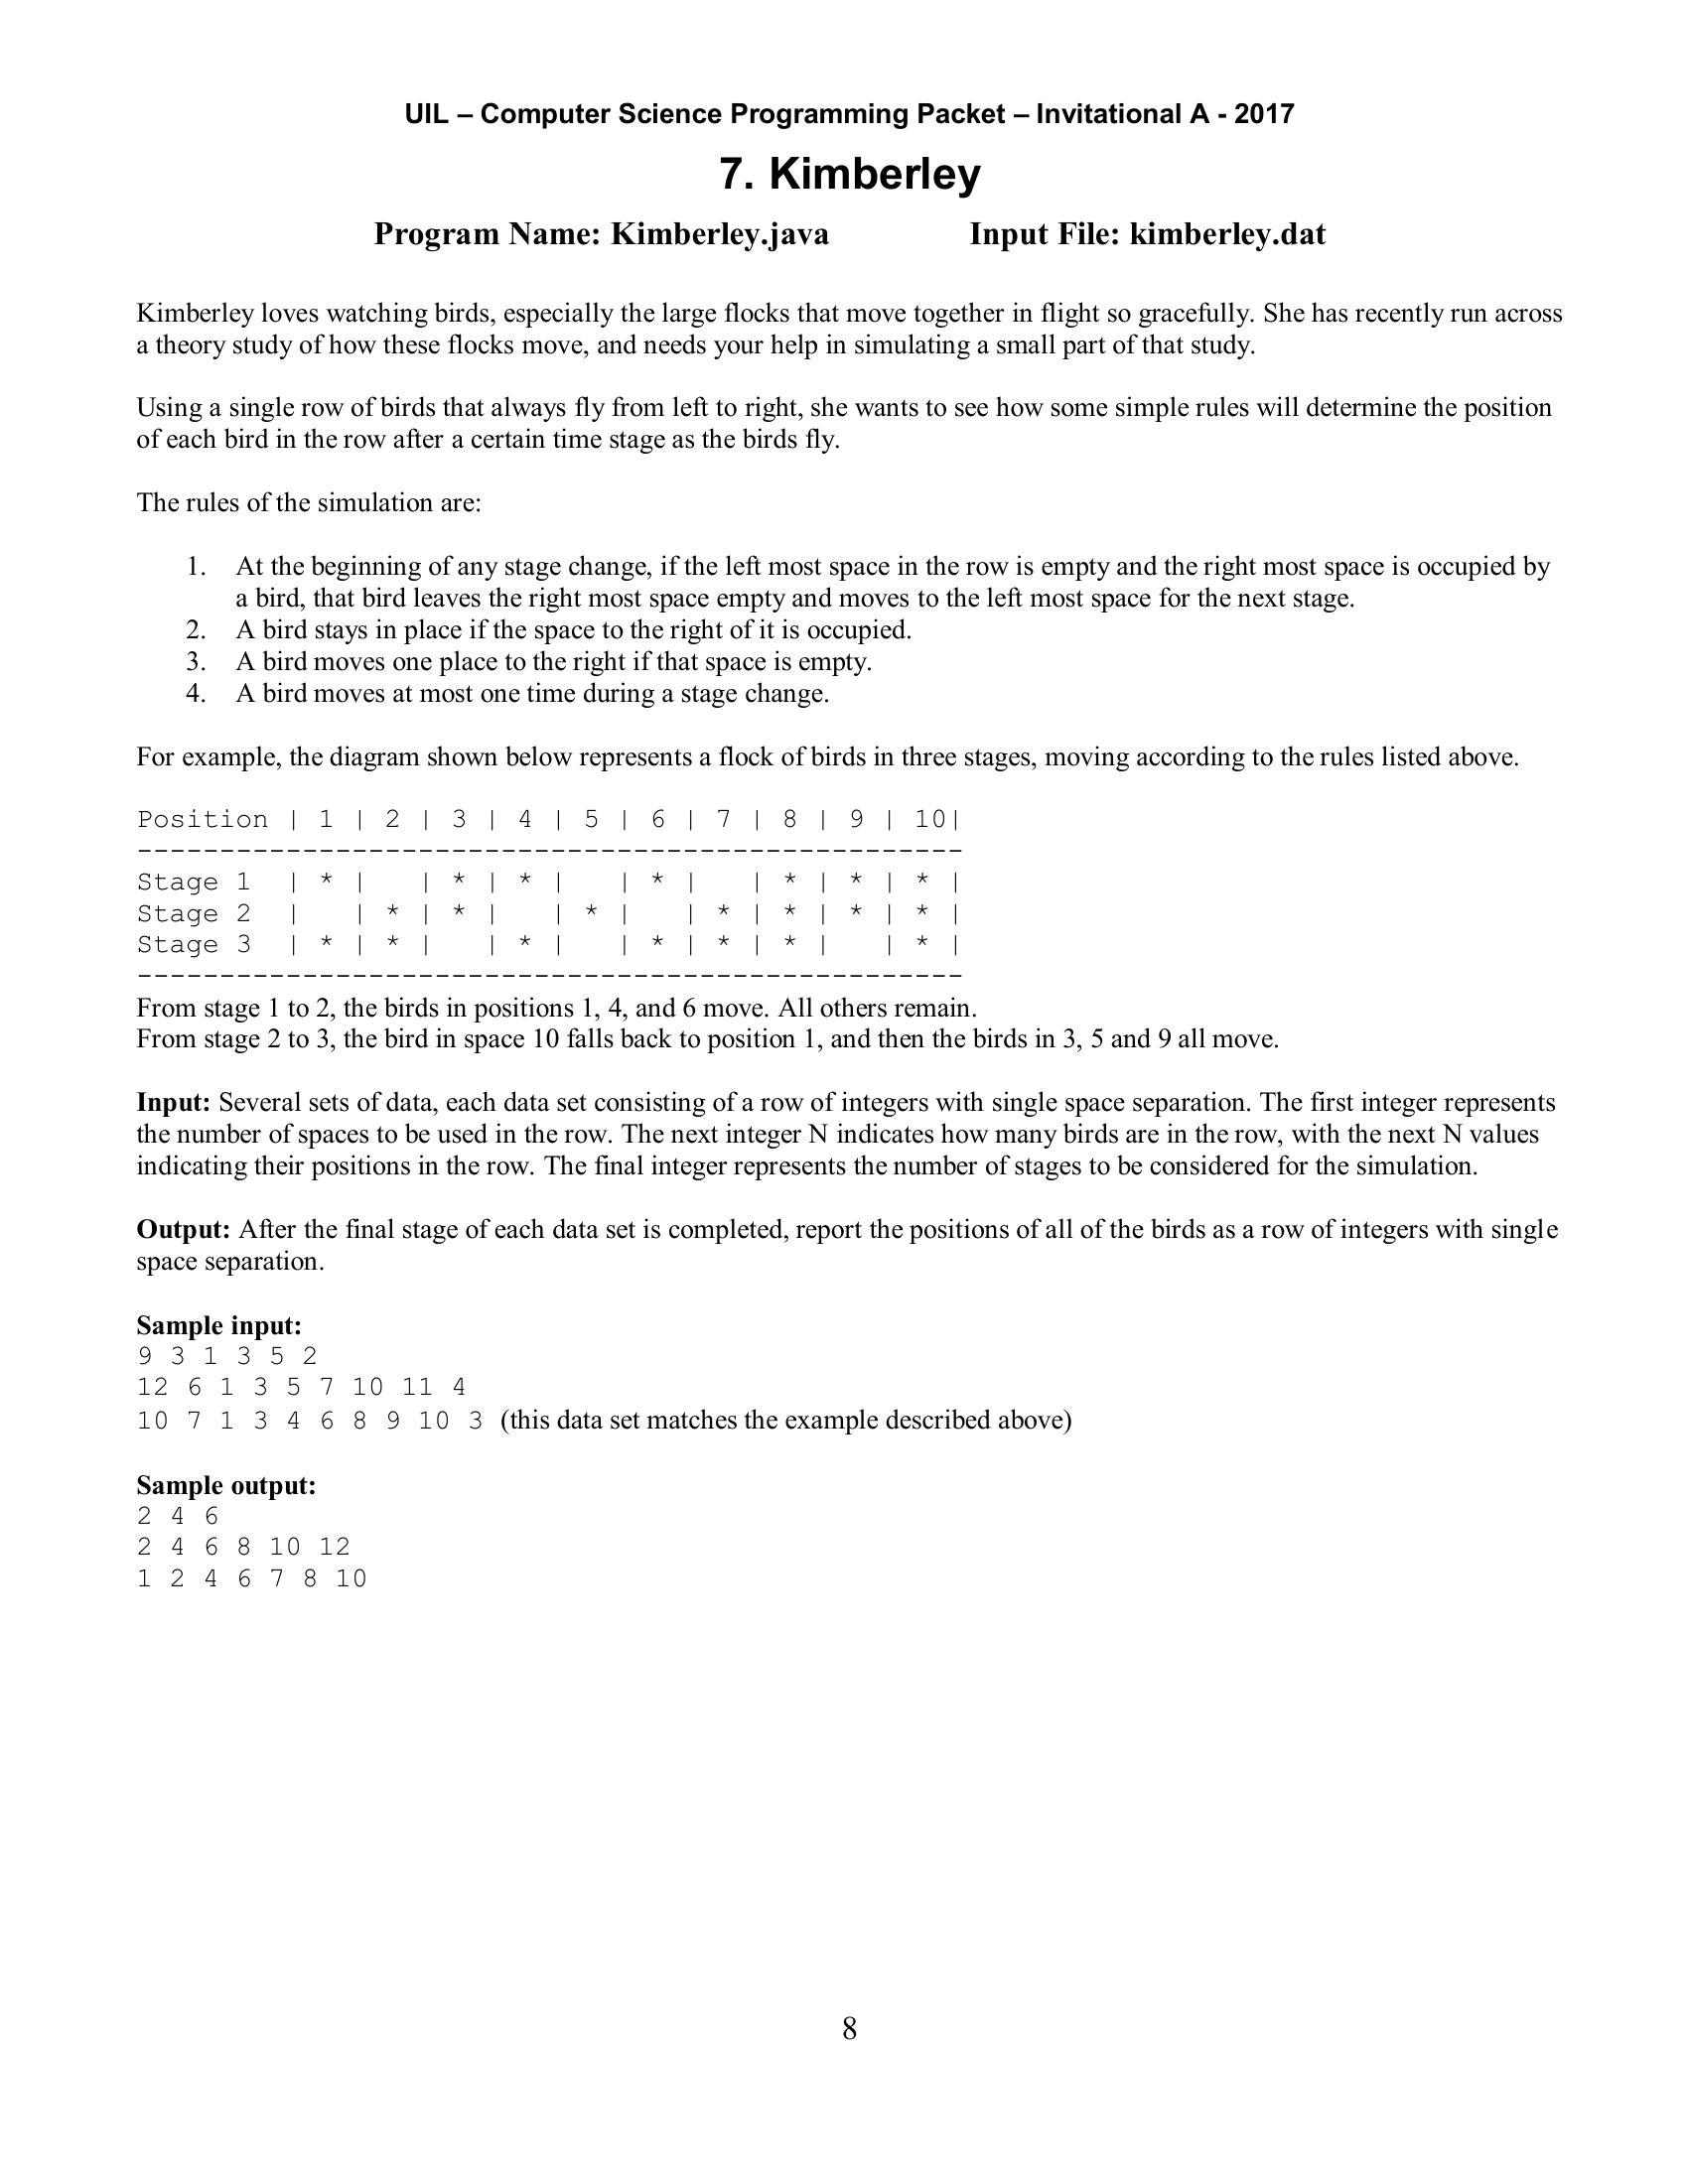 UIL – Computer Science Programming Packet – Invitational A - 2017
7. Kimberley
Program Name: Kimberley.java Input File: kimberley.dat
Kimberley loves watching birds, especially the large flocks that move together in flight so gracefully. She has recently run across
a theory study of how these flocks move, and needs your help in simulating a small part of that study.
Using a single row of birds that always fly from left to right, she wants to see how some simple rules will determine the position
of each bird in the row after a certain time stage as the birds fly.
The rules of the simulation are:
1. At the beginning of any stage change, if the left most space in the row is empty and the right most space is occupied by
a bird, that bird leaves the right most space empty and moves to the left most space for the next stage.
2. A bird stays in place if the space to the right of it is occupied.
3. A bird moves one place to the right if that space is empty.
4. A bird moves at most one time during a stage change.
For example, the diagram shown below represents a flock of birds in three stages, moving according to the rules listed above.
Position | 1 | 2 | 3 | 4 | 5 | 6 | 7 | 8 | 9 | 10|
--------------------------------------------------
Stage 1  | * |   | * | * |   | * |   | * | * | * |
Stage 2  |   | * | * |   | * |   | * | * | * | * |
Stage 3  | * | * |   | * |   | * | * | * |   | * |
--------------------------------------------------
From stage 1 to 2, the birds in positions 1, 4, and 6 move. All others remain.
From stage 2 to 3, the bird in space 10 falls back to position 1, and then the birds in 3, 5 and 9 all move.
Input: Several sets of data, each data set consisting of a row of integers with single space separation. The first integer represents
the number of spaces to be used in the row. The next integer N indicates how many birds are in the row, with the next N values
indicating their positions in the row. The final integer represents the number of stages to be considered for the simulation.
Output: After the final stage of each data set is completed, report the positions of all of the birds as a row of integers with single
space separation.
Sample input:
9 3 1 3 5 2
12 6 1 3 5 7 10 11 4
10 7 1 3 4 6 8 9 10 3 (this data set matches the example described above)
Sample output:
2 4 6
2 4 6 8 10 12
1 2 4 6 7 8 10
8